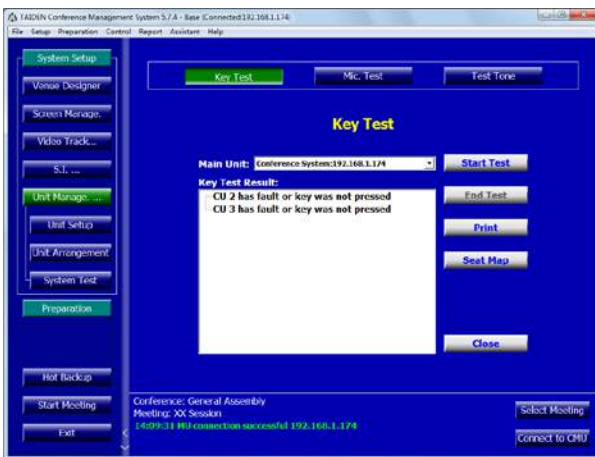 TAIDEN Conference Management System 5.7.4 - Base (Connected:192.168.1.174)
File Setup Preparation Control Report Assistant Help
System Setup
Venue Designer
Screen Manage.
Video Track...
S.I. ...
Unit Manage. ...
Unit Setup
Unit Arrangement
System Test
Preparation
Hot Backup
Start Meeting
Exit
Key Test
Mic. Test
Test Tone
Key Test
Main Unit: Conference System:192.168.1.174
Start Test
Key Test Result:
CU 2 has fault or key was not pressed
CU 3 has fault or key was not pressed
End Test
Print
Seat Map
Close
Conference: General Assembly
Meeting: XX Session
14:09:31 MU connection successful 192.168.1.174
Select Meeting
Connect to CMU